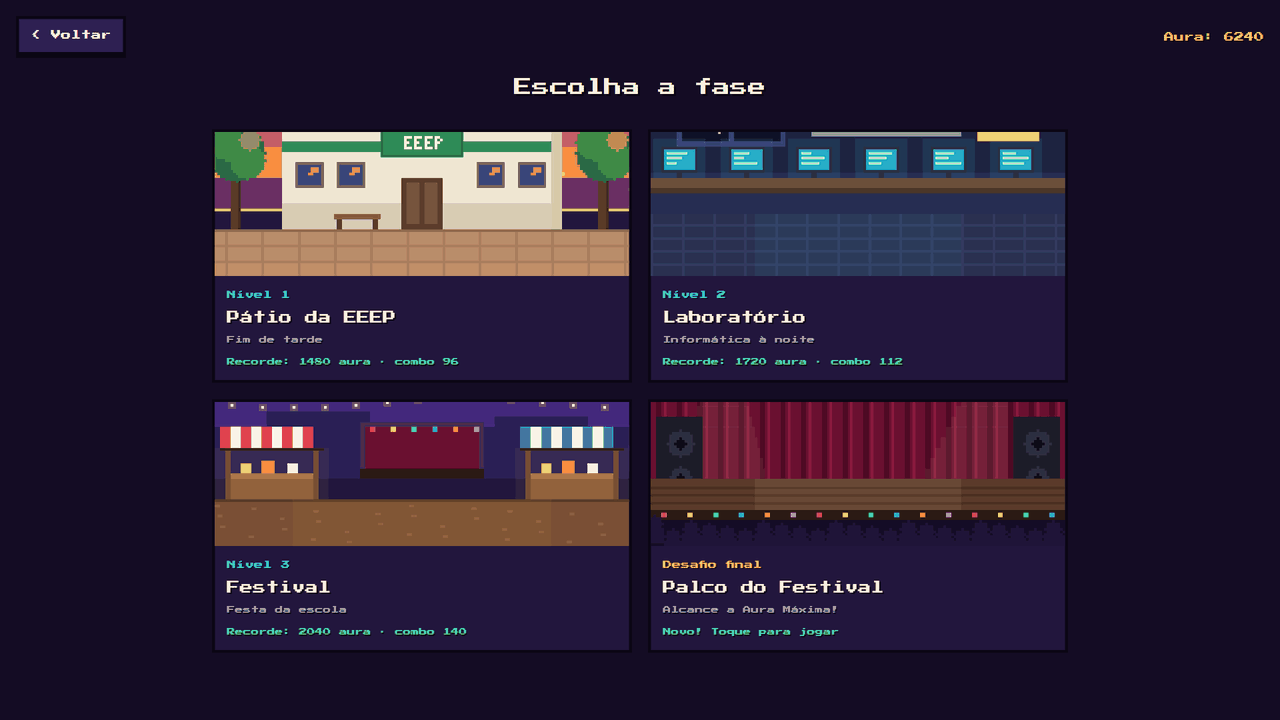 < Voltar
Aura: 6240
Escolha a fase
EEEP
Nível 1
Pátio da EEEP
Fim de tarde
Recorde: 1480 aura · combo 96
Nível 2
Laboratório
Informática à noite
Recorde: 1720 aura · combo 112
Nível 3
Festival
Festa da escola
Recorde: 2040 aura · combo 140
Desafio final
Palco do Festival
Alcance a Aura Máxima!
Novo! Toque para jogar